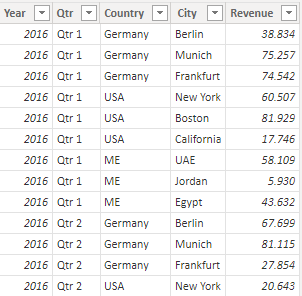 Year Qtr Country City Revenue
2016 Qtr 1 Germany Berlin 38.834
2016 Qtr 1 Germany Munich 75.257
2016 Qtr 1 Germany Frankfurt 74.542
2016 Qtr 1 USA New York 60.507
2016 Qtr 1 USA Boston 81.929
2016 Qtr 1 USA California 17.746
2016 Qtr 1 ME UAE 58.109
2016 Qtr 1 ME Jordan 5.930
2016 Qtr 1 ME Egypt 43.632
2016 Qtr 2 Germany Berlin 67.699
2016 Qtr 2 Germany Munich 81.115
2016 Qtr 2 Germany Frankfurt 27.854
2016 Qtr 2 USA New York 20.643